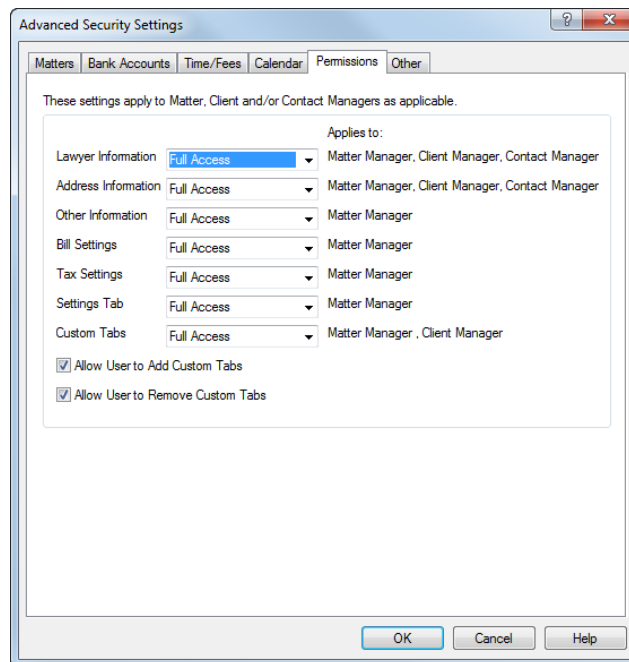 Advanced Security Settings
Matters Bank Accounts Time/Fees Calendar Permissions Other
These settings apply to Matter, Client and/or Contact Managers as applicable.
Applies to:
Lawyer Information Full Access Matter Manager, Client Manager, Contact Manager
Address Information Full Access Matter Manager, Client Manager, Contact Manager
Other Information Full Access Matter Manager
Bill Settings Full Access Matter Manager
Tax Settings Full Access Matter Manager
Settings Tab Full Access Matter Manager
Custom Tabs Full Access Matter Manager , Client Manager
Allow User to Add Custom Tabs
Allow User to Remove Custom Tabs
OK Cancel Help